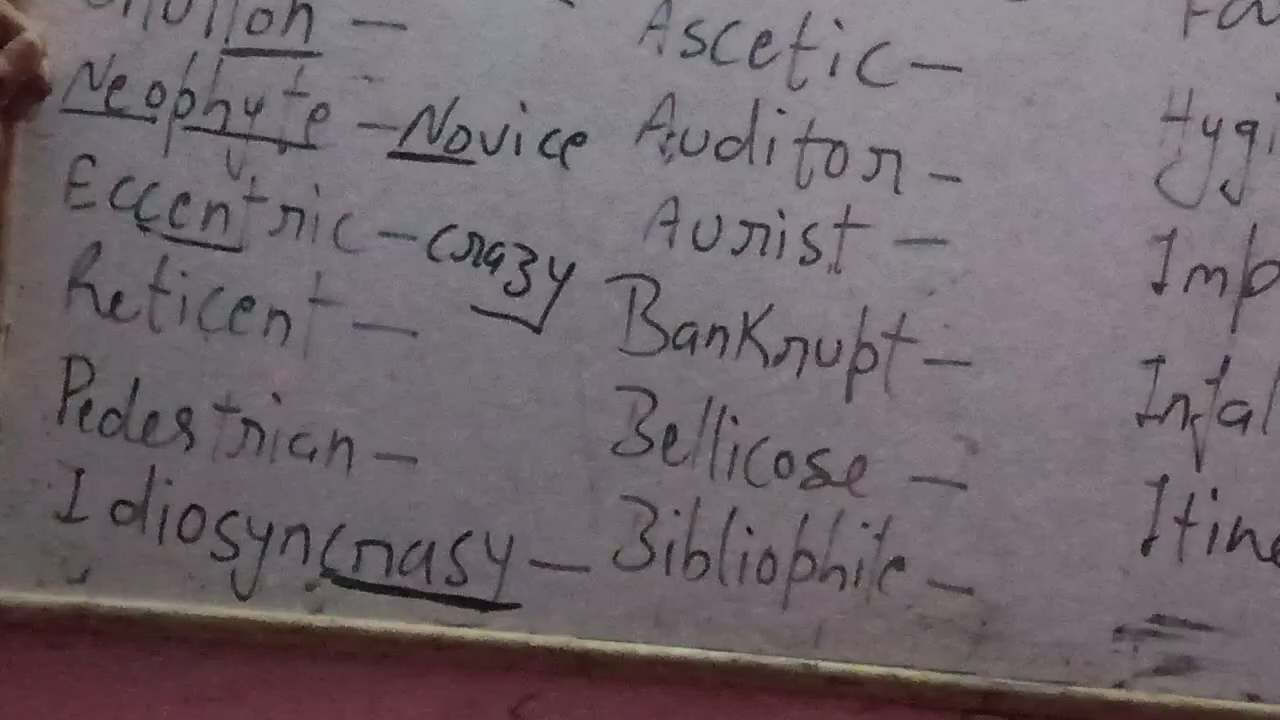 Neophyte - Novice
Eccentric - Crazy
Reticent -
Pedestrian -
Idiosyncrasy -
Ascetic -
Auditor -
Aurist -
Bankrupt -
Bellicose -
Bibliophile -